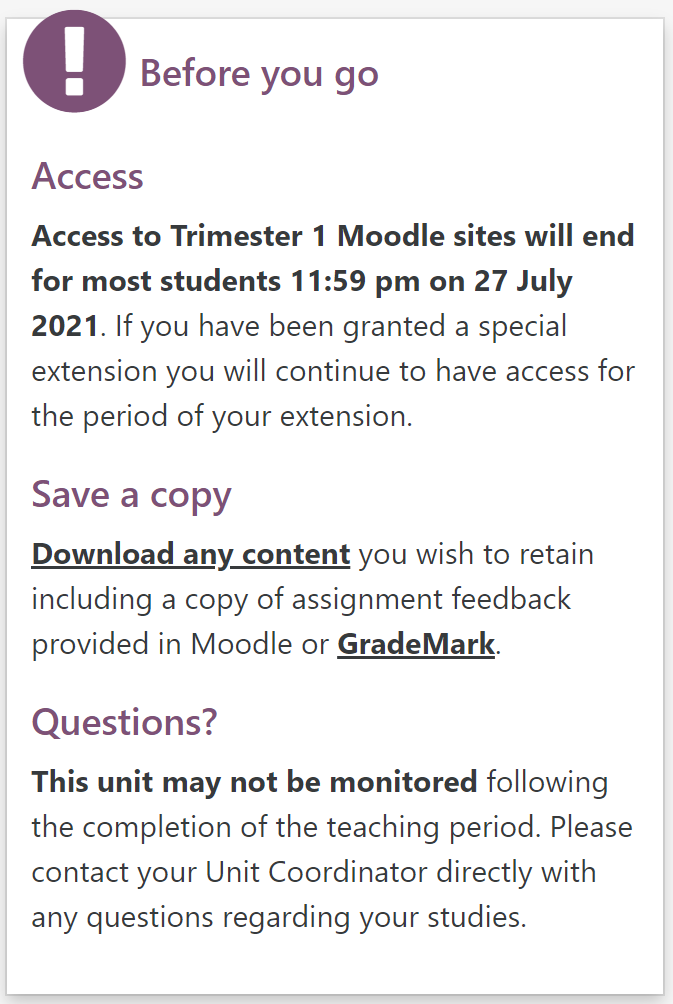 Before you go
Access
Access to Trimester 1 Moodle sites will end
for most students 11:59 pm on 27 July
2021. If you have been granted a special
extension you will continue to have access for
the period of your extension.
Save a copy
Download any content you wish to retain
including a copy of assignment feedback
provided in Moodle or GradeMark.
Questions?
This unit may not be monitored following
the completion of the teaching period. Please
contact your Unit Coordinator directly with
any questions regarding your studies.